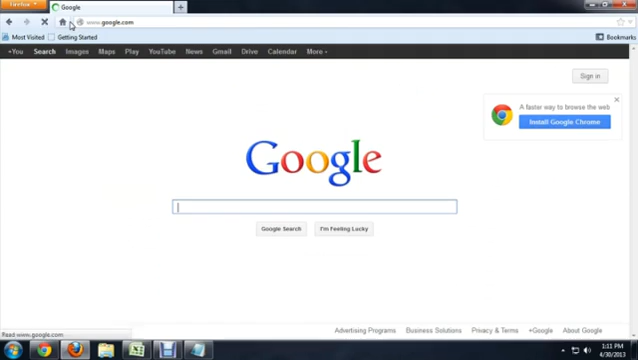 Firefox
Google
www.google.com
Most Visited Getting Started Bookmarks
+You Search Images Maps Play YouTube News Gmail Drive Calendar More
Sign in
A faster way to browse the web
Install Google Chrome
Google
Google Search I'm Feeling Lucky
Advertising Programs Business Solutions Privacy & Terms +Google About Google
Read www.google.com
1:11 PM
4/30/2013